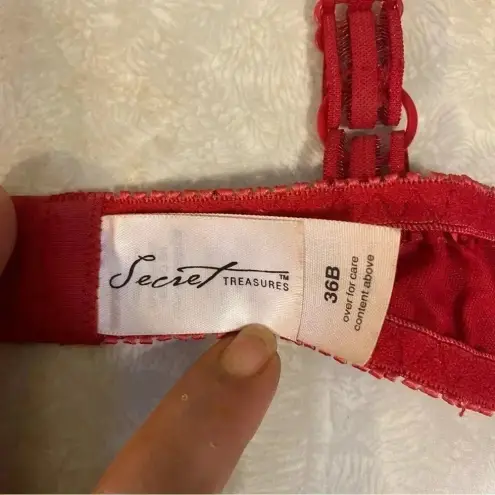 Secret TREASURES™
36B
over for care
content above